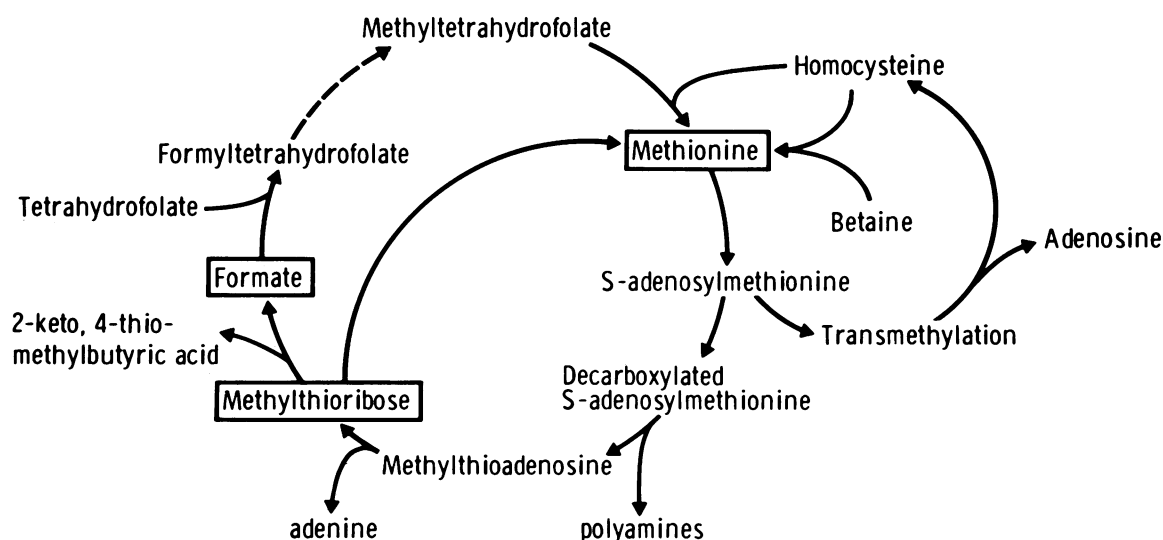 Methyltetrahydrofolate
Homocysteine
Formyltetrahydrofolate
Methionine
Tetrahydrofolate
Betaine
Adenosine
Formate
S-adenosylmethionine
2-keto, 4-thio-
methylbutyric acid
Transmethylation
Decarboxylated
S-adenosylmethionine
Methylthioribose
Methylthioadenosine
adenine
polyamines